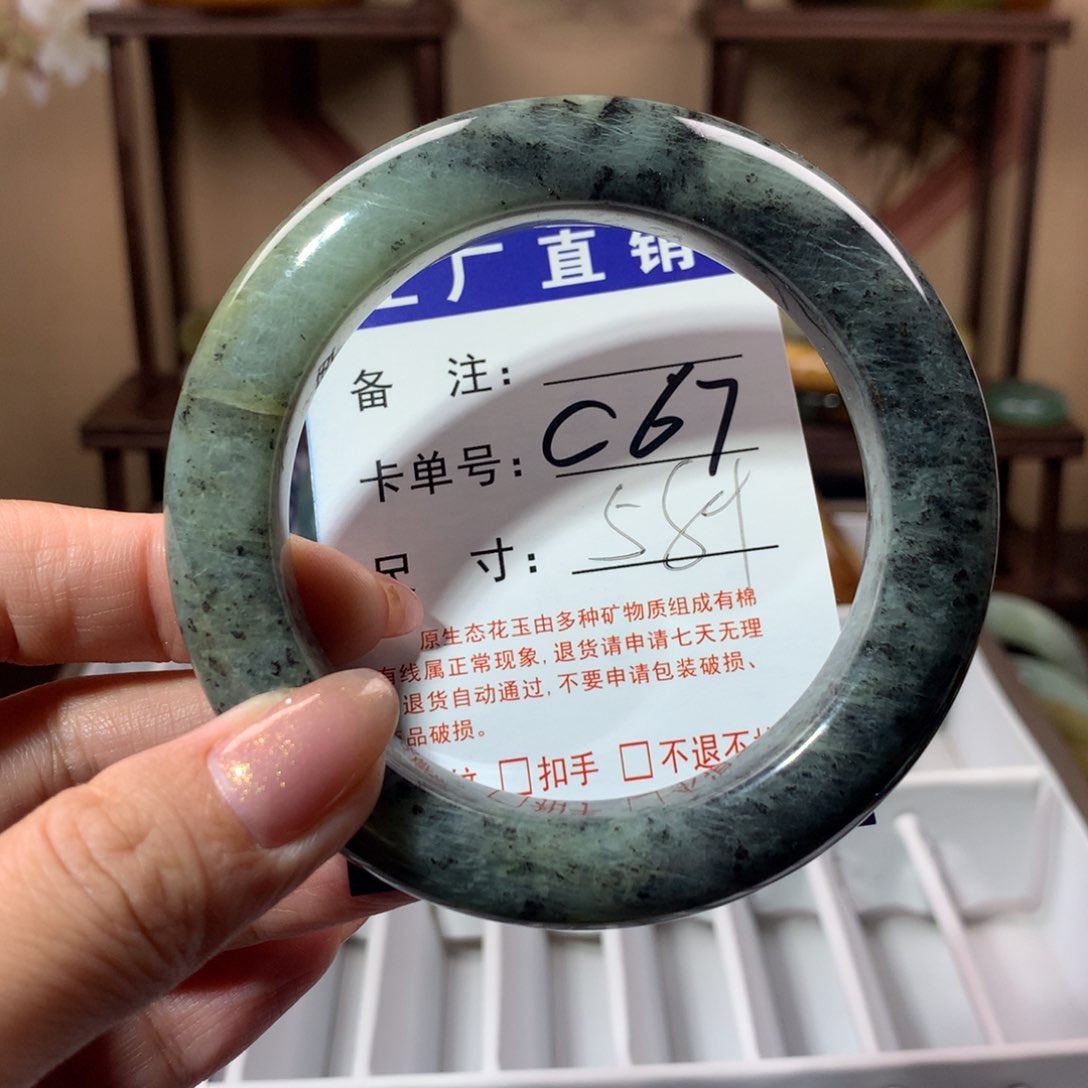 厂直销
备 注：
卡单号：C67
尺 寸：584
原生态花玉由多种矿物质组成有棉
有线属正常现象，退货请申请七天无理
退货自动通过，不要申请包装破损、
品破损。
纹 □扣手 □不退不